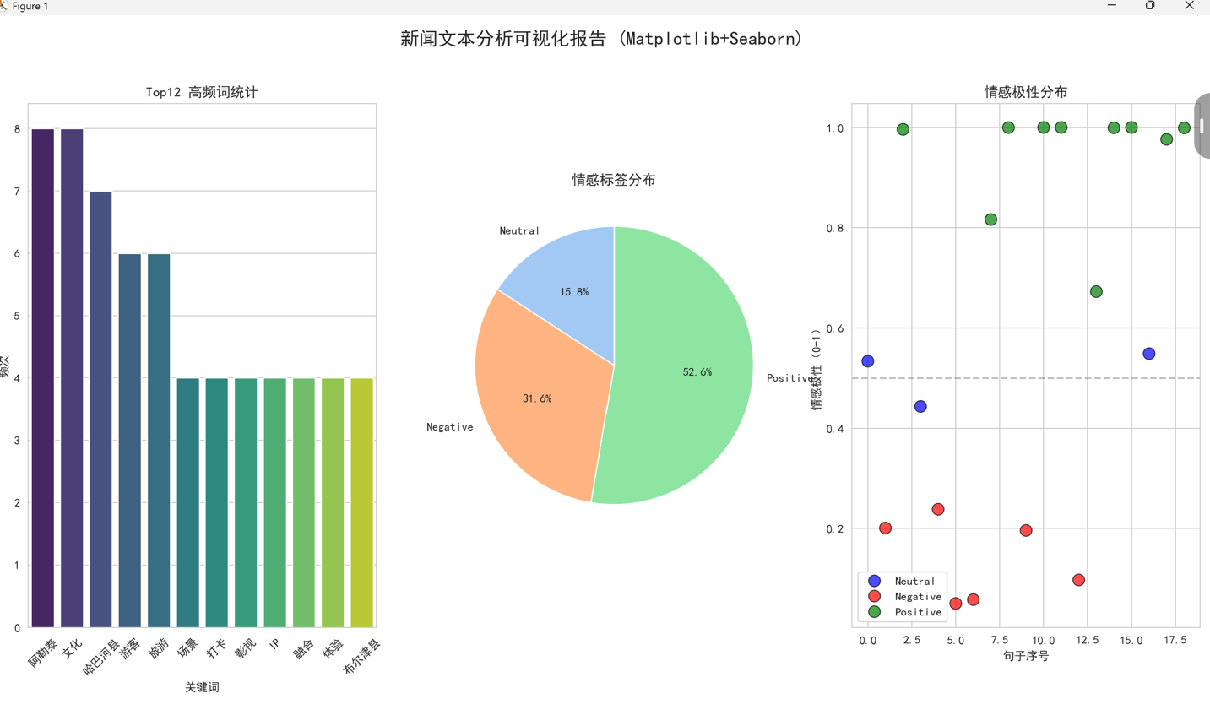 Figure 1
新闻文本分析可视化报告 (Matplotlib+Seaborn)
Top12 高频词统计
8
7
6
5
4
3
2
1
0
频次
阿勒泰
文化
哈巴河县
游客
旅游
场景
打卡
影视
IP
融合
体验
布尔津县
关键词
情感标签分布
Neutral
15.8%
Negative
31.6%
Positive
52.6%
情感极性分布
1.0
0.8
0.6
0.4
0.2
情感极性 (0-1)
Neutral
Negative
Positive
0.0
2.5
5.0
7.5
10.0
12.5
15.0
17.5
句子序号